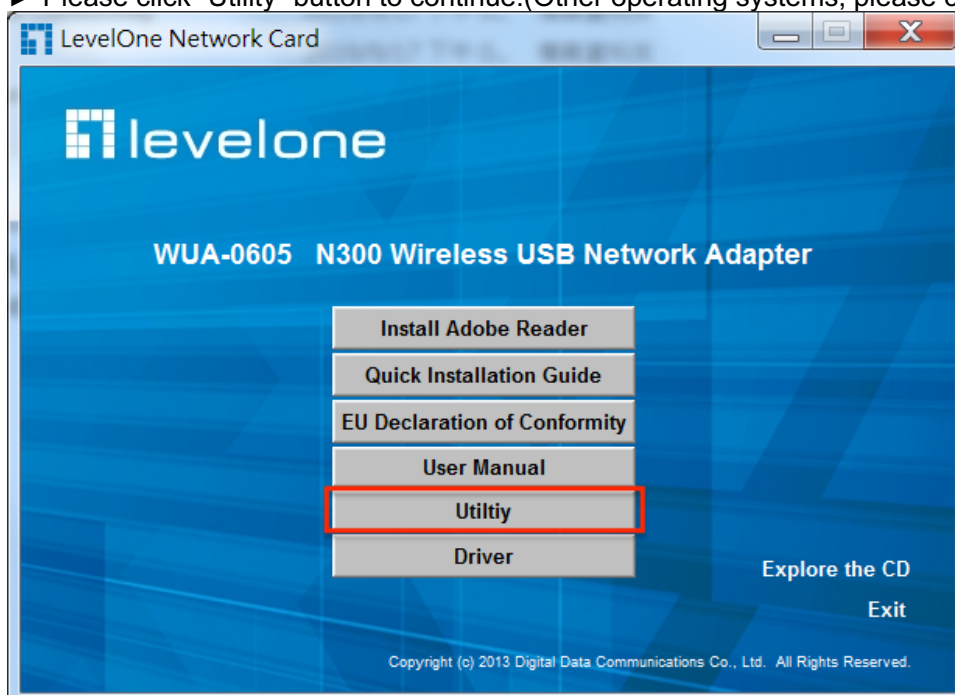 ► Please click "Utility" button to continue.(Other operating systems, please
LevelOne Network Card
levelone
WUA-0605 N300 Wireless USB Network Adapter
Install Adobe Reader
Quick Installation Guide
EU Declaration of Conformity
User Manual
Utiltiy
Driver
Explore the CD
Exit
Copyright (c) 2013 Digital Data Communications Co., Ltd. All Rights Reserved.